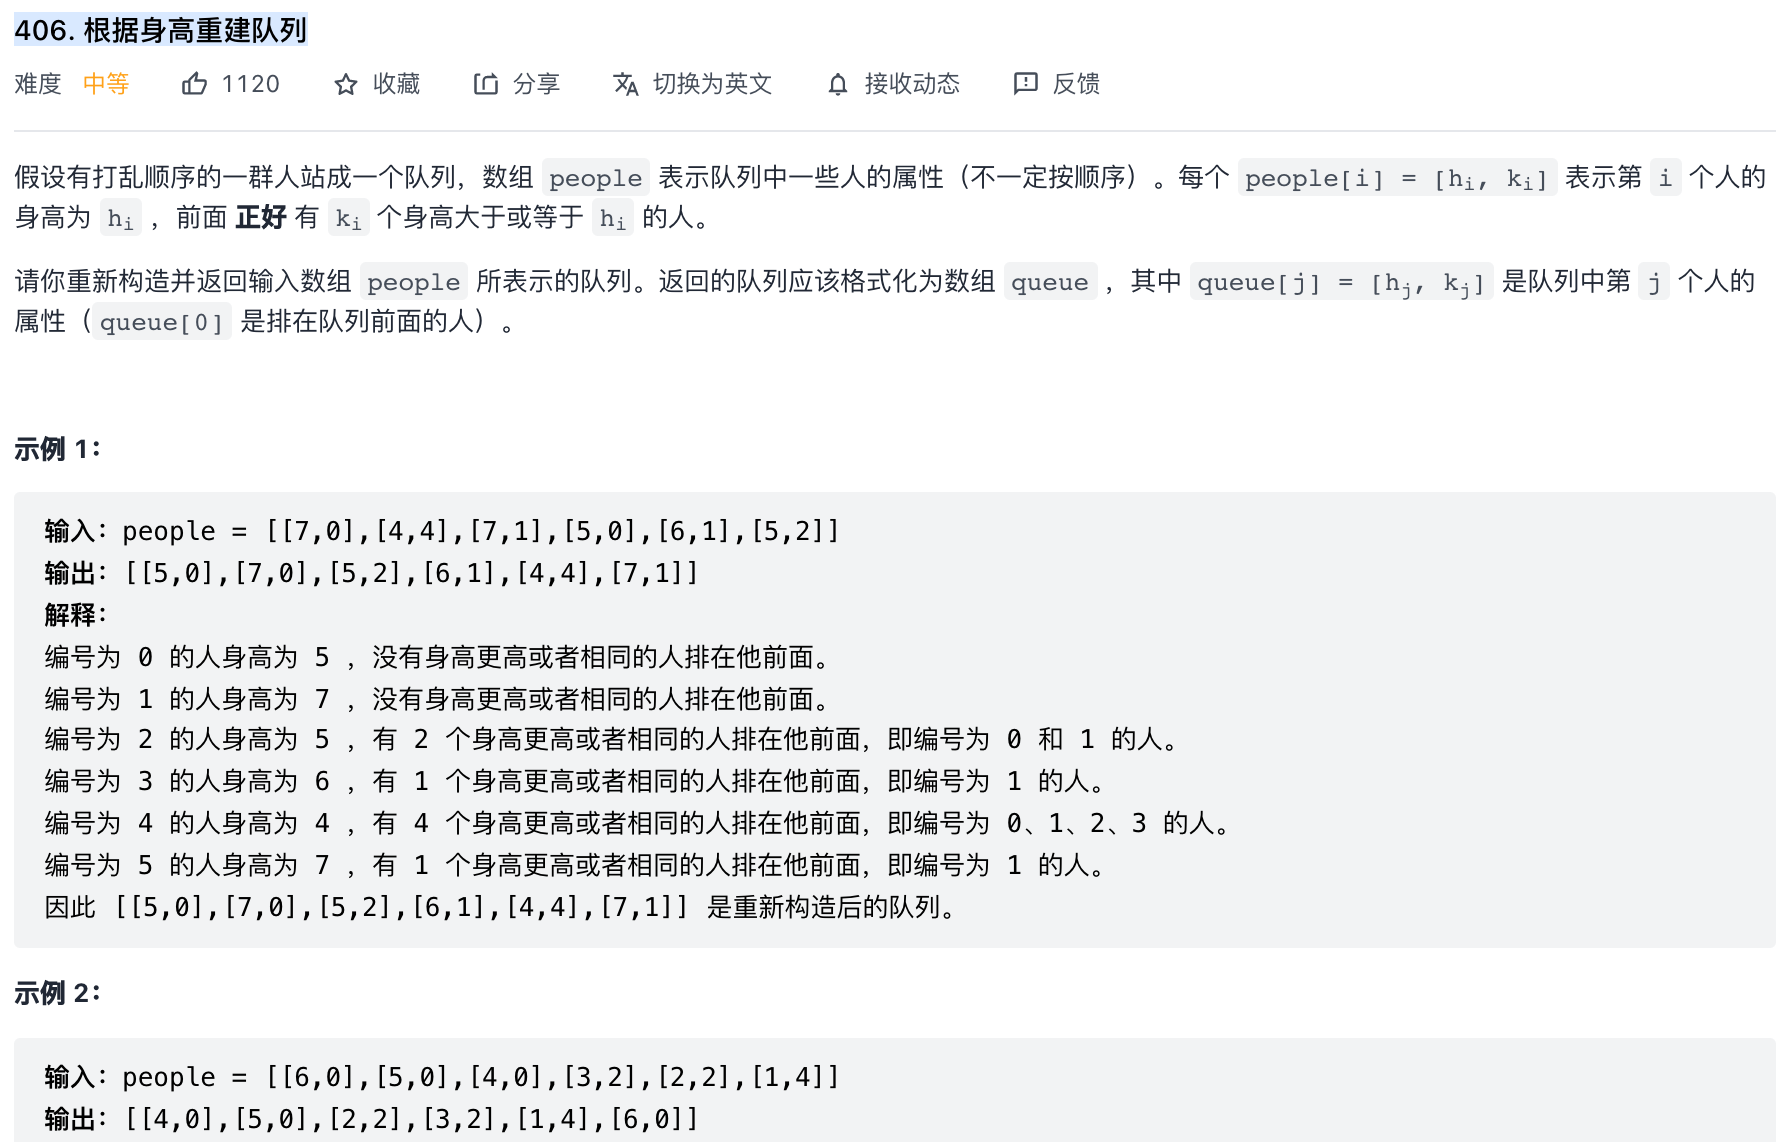 406. 根据身高重建队列
难度 中等 1120 收藏 分享 切换为英文 接收动态 反馈
假设有打乱顺序的一群人站成一个队列，数组 people 表示队列中一些人的属性（不一定按顺序）。每个 people[i] = [hi, ki] 表示第 i 个人的
身高为 hi ，前面 正好 有 ki 个身高大于或等于 hi 的人。
请你重新构造并返回输入数组 people 所表示的队列。返回的队列应该格式化为数组 queue ，其中 queue[j] = [hj, kj] 是队列中第 j 个人的
属性（queue[0] 是排在队列前面的人）。
示例 1：
输入：people = [[7,0],[4,4],[7,1],[5,0],[6,1],[5,2]]
输出：[[5,0],[7,0],[5,2],[6,1],[4,4],[7,1]]
解释：
编号为 0 的人身高为 5 ，没有身高更高或者相同的人排在他前面。
编号为 1 的人身高为 7 ，没有身高更高或者相同的人排在他前面。
编号为 2 的人身高为 5 ，有 2 个身高更高或者相同的人排在他前面，即编号为 0 和 1 的人。
编号为 3 的人身高为 6 ，有 1 个身高更高或者相同的人排在他前面，即编号为 1 的人。
编号为 4 的人身高为 4 ，有 4 个身高更高或者相同的人排在他前面，即编号为 0、1、2、3 的人。
编号为 5 的人身高为 7 ，有 1 个身高更高或者相同的人排在他前面，即编号为 1 的人。
因此 [[5,0],[7,0],[5,2],[6,1],[4,4],[7,1]] 是重新构造后的队列。
示例 2：
输入：people = [[6,0],[5,0],[4,0],[3,2],[2,2],[1,4]]
输出：[[4,0],[5,0],[2,2],[3,2],[1,4],[6,0]]